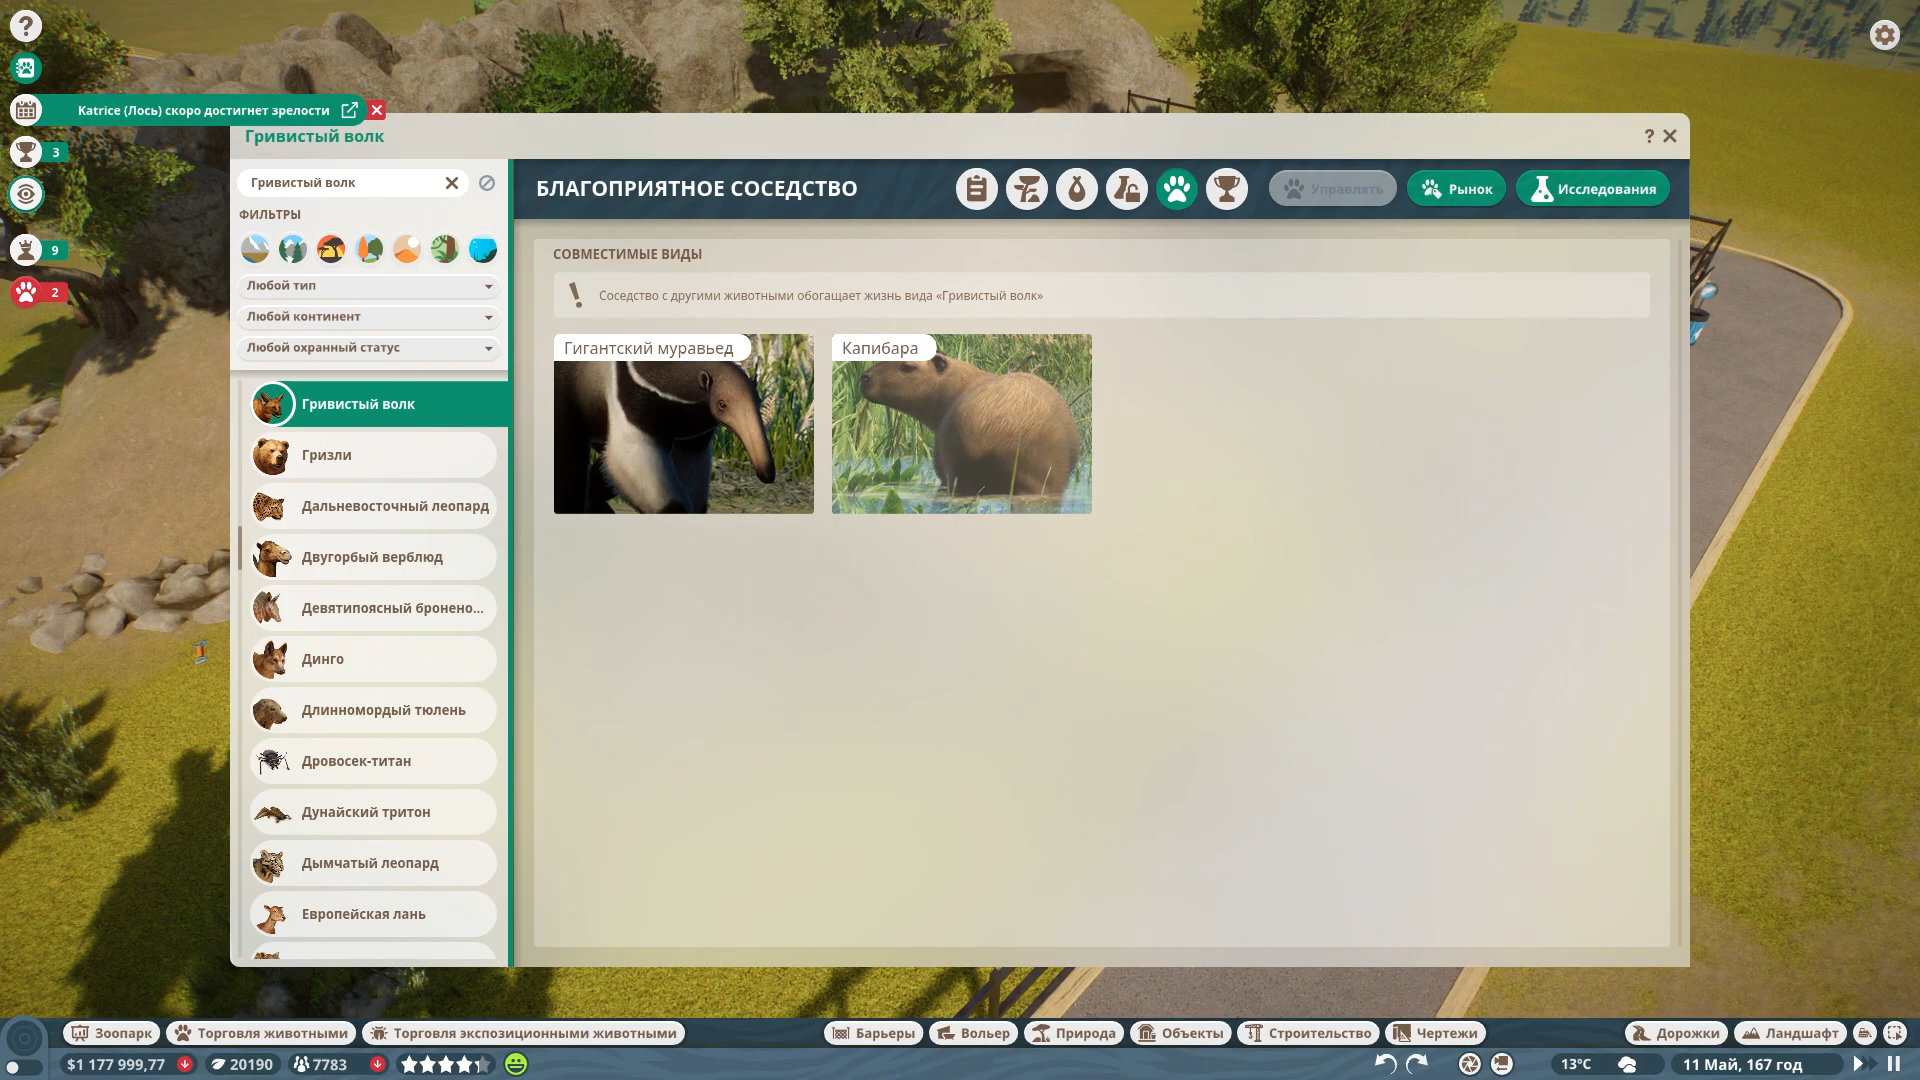 ?
Katrice (Лось) скоро достигнет зрелости
3
9
2
Гривистый волк
?
Гривистый волк
ФИЛЬТРЫ
Любой тип
Любой континент
Любой охранный статус
Гривистый волк
Гризли
Дальневосточный леопард
Двугорбый верблюд
Девятипоясный бронено...
Динго
Длинномордый тюлень
Дровосек-титан
Дунайский тритон
Дымчатый леопард
Европейская лань
БЛАГОПРИЯТНОЕ СОСЕДСТВО
Управлять
Рынок
Исследования
СОВМЕСТИМЫЕ ВИДЫ
Соседство с другими животными обогащает жизнь вида «Гривистый волк»
Гигантский муравьед
Капибара
Зоопарк
Торговля животными
Торговля экспозиционными животными
Барьеры
Вольер
Природа
Объекты
Строительство
Чертежи
Дорожки
Ландшафт
$1 177 999,77
20190
7783
13°C
11 Май, 167 год